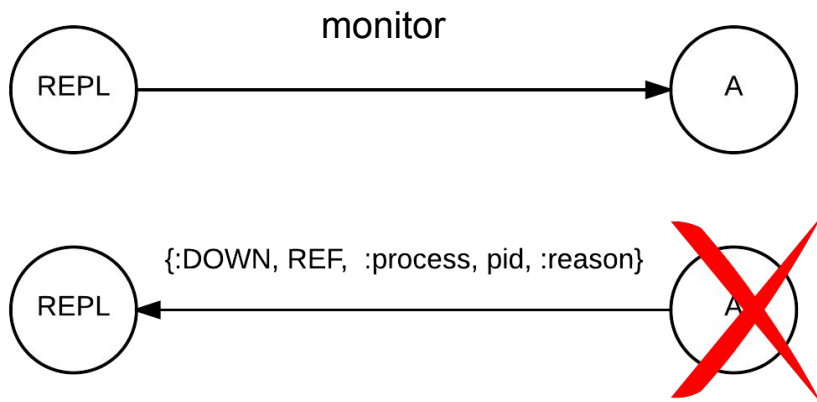 monitor
REPL A
{:DOWN, REF, :process, pid, :reason}
REPL A